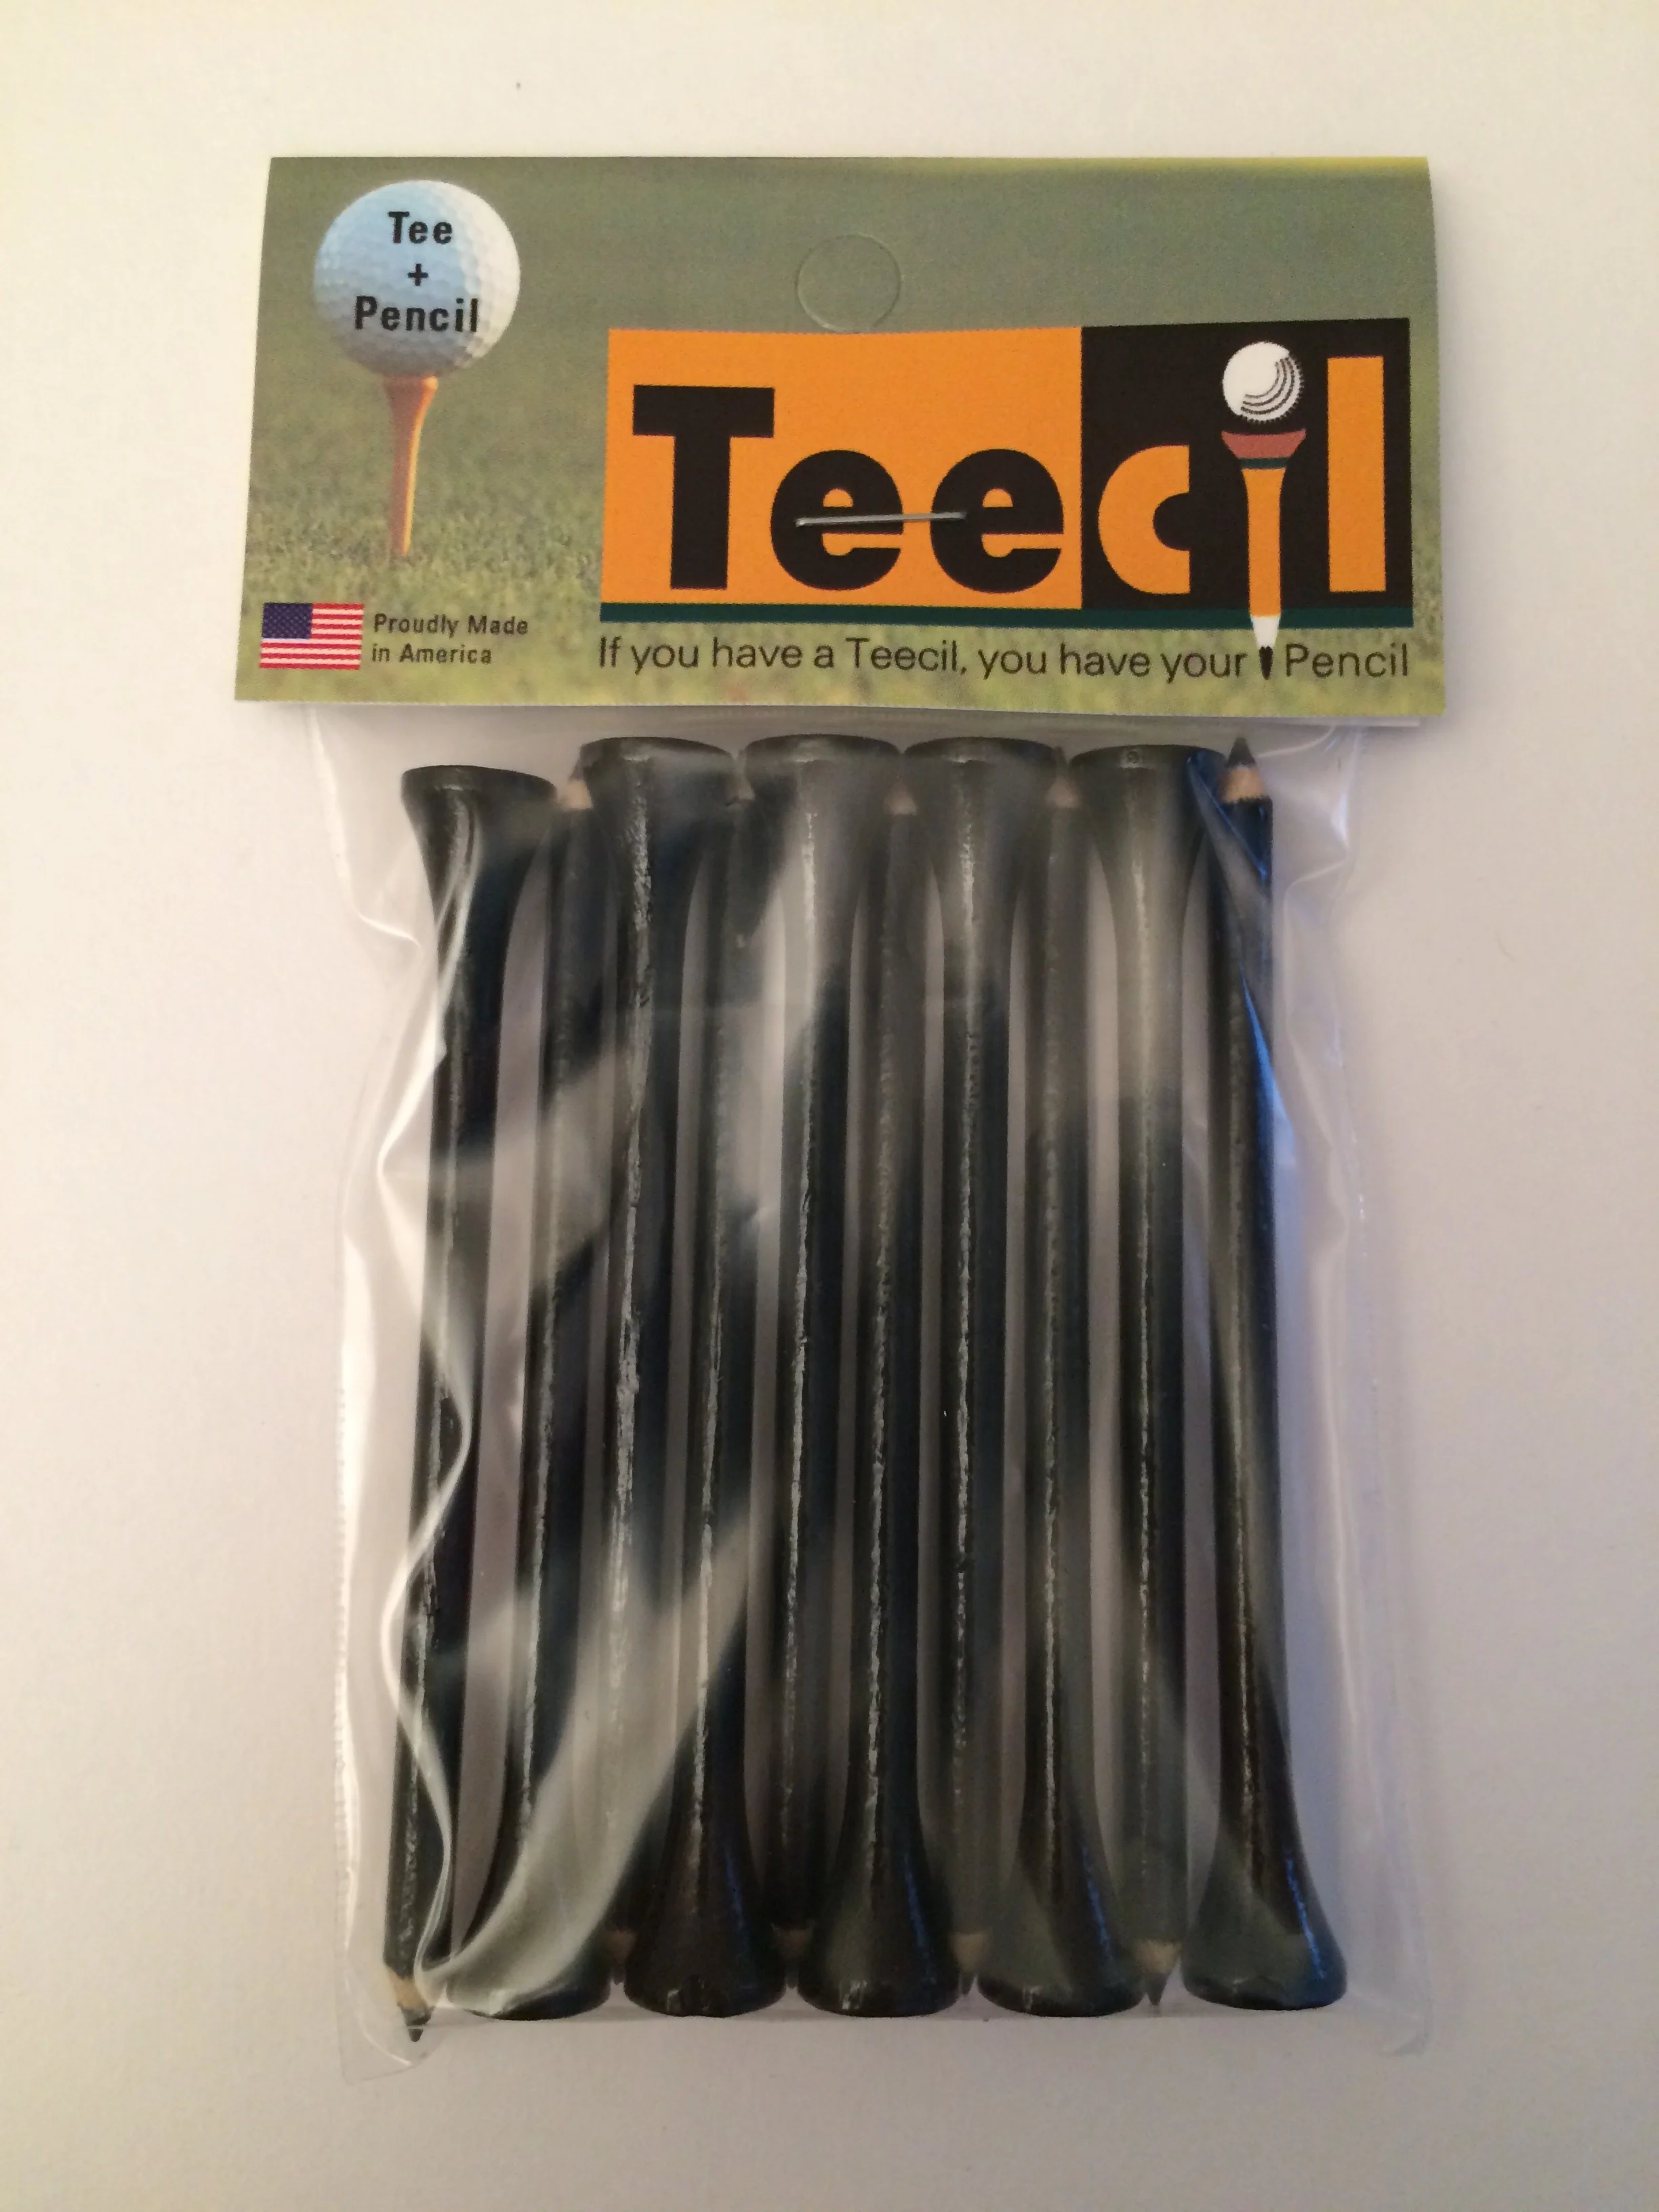 Tee
+
Pencil
Teecil
Proudly Made
in America
If you have a Teecil, you have your Pencil